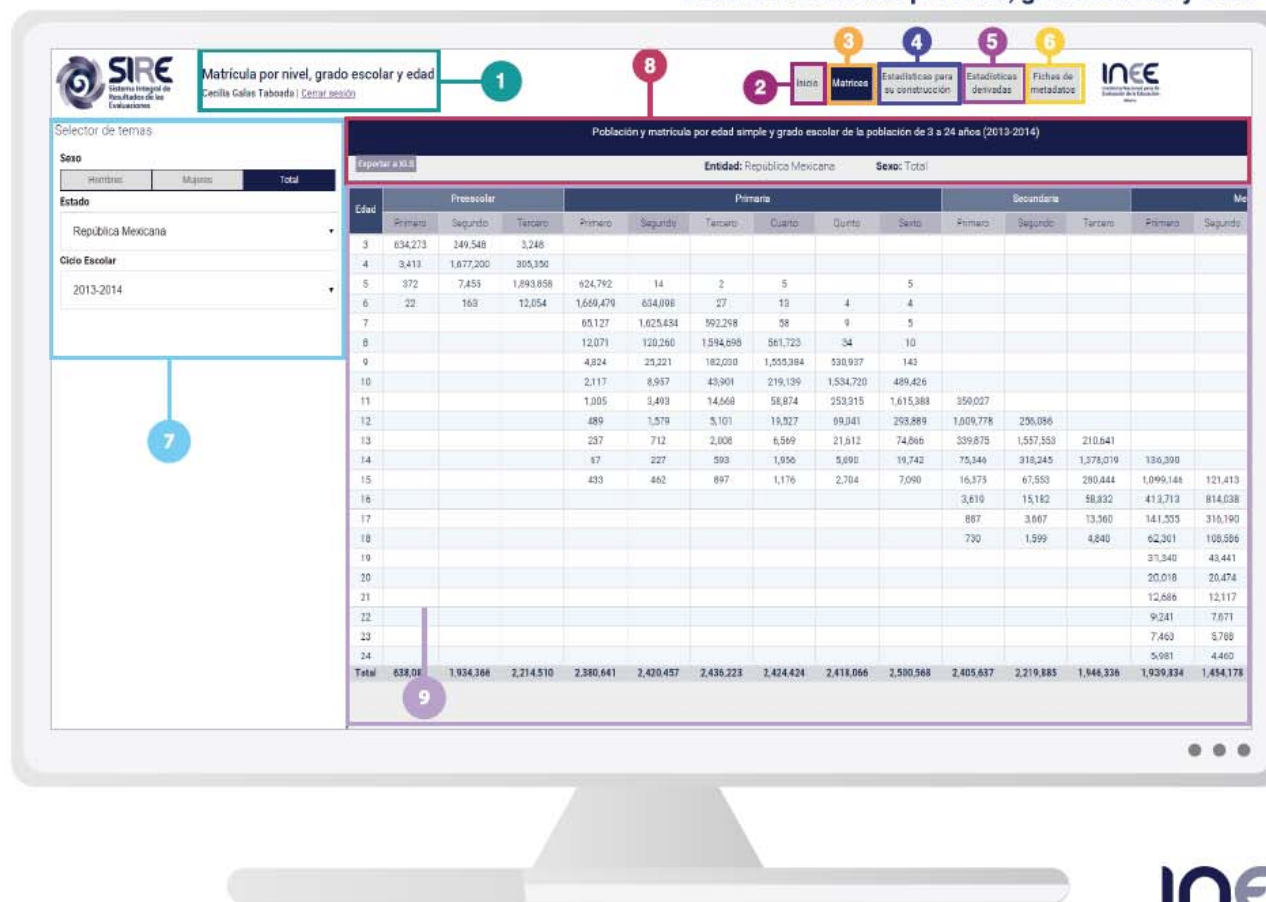 SIRE
Sistema Integral de
Resultados de las
Evaluaciones
Matrícula por nivel, grado escolar y edad
Cecilia Galas Taboada | Cerrar sesión
1
8
2
3
4
5
6
Inicio
Matrices
Estadísticas para
su construcción
Estadísticas
derivadas
Fichas de
metadatos
INEE
Selector de temas
Sexo
Hombres Mujeres Total
Estado
República Mexicana
Ciclo Escolar
2013-2014
7
Población y matrícula por edad simple y grado escolar de la población de 3 a 24 años (2013-2014)
Exportar a XLS Entidad: República Mexicana Sexo: Total
Edad Preescolar Primaria Secundaria Me
Primero Segundo Tercero Primero Segundo Tercero Cuarto Quinto Sexto Primero Segundo Tercero Primero Segundo
3 634,273 249,548 3,248
4 3,413 1,677,200 305,350
5 372 7,455 1,893,858 624,792 14 2 5 5
6 22 163 12,054 1,669,479 634,098 27 13 4 4
7 65,127 1,625,434 592,298 58 9 5
8 12,071 120,260 1,594,698 561,723 34 10
9 4,824 25,221 182,030 1,555,384 530,937 143
10 2,117 8,957 43,901 219,139 1,534,720 489,426
11 1,005 3,493 14,668 58,874 253,315 1,615,388 359,027
12 489 1,579 5,101 19,527 69,041 293,889 1,609,778 256,086
13 237 712 2,008 6,569 21,612 74,866 339,875 1,557,553 210,641
14 67 227 593 1,956 5,690 19,742 75,346 318,245 1,378,019 136,390
15 433 462 897 1,176 2,704 7,090 16,375 67,553 280,444 1,099,146 121,413
16 3,619 15,182 58,832 413,713 814,038
17 887 3,667 13,560 141,555 316,190
18 730 1,599 4,840 62,301 108,586
19 31,340 43,441
20 20,018 20,474
21 12,686 12,117
22 9,241 7,671
23 7,463 5,788
24 5,981 4,460
Total 638,08 1,934,366 2,214,510 2,380,641 2,420,457 2,436,223 2,424,424 2,418,066 2,500,568 2,405,637 2,219,885 1,946,336 1,939,834 1,454,178
9